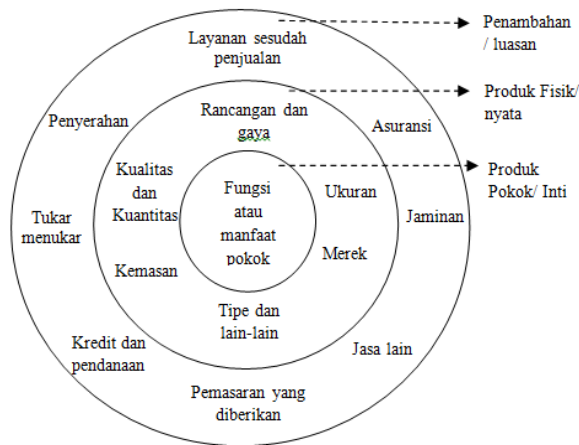 Layanan sesudah
penjualan
Penambahan
/ luasan
Penyerahan
Rancangan dan
gaya
Asuransi
Produk Fisik/
nyata
Kualitas
dan
Kuantitas
Fungsi
atau
manfaat
pokok
Ukuran
Produk
Pokok/ Inti
Tukar
menukar
Jaminan
Merek
Kemasan
Tipe dan
lain-lain
Kredit dan
pendanaan
Jasa lain
Pemasaran yang
diberikan